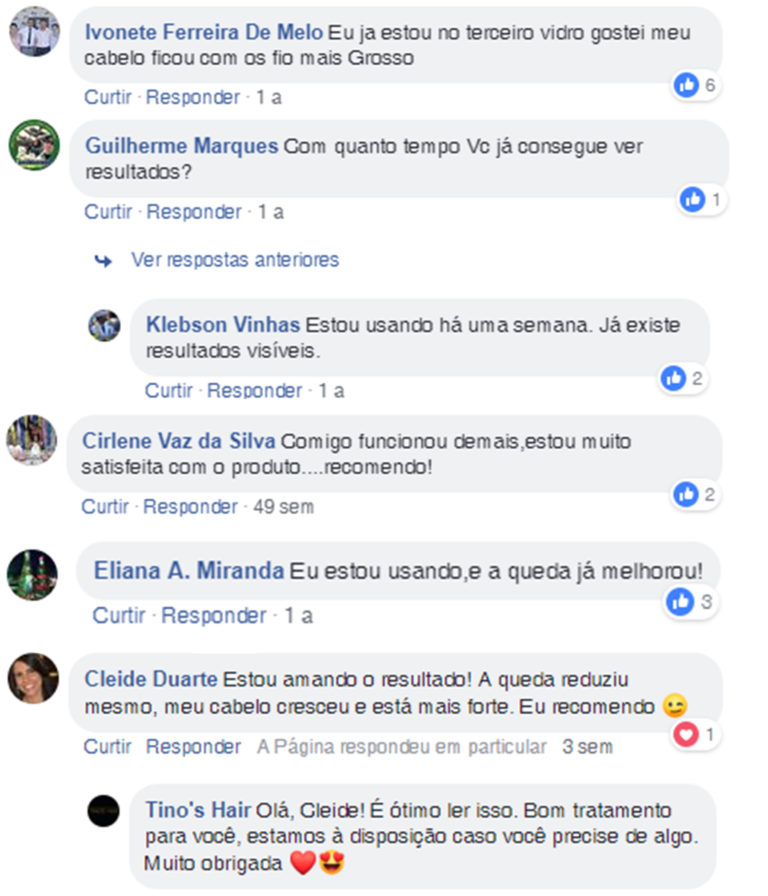 Ivonete Ferreira De Melo Eu ja estou no terceiro vidro gostei meu
cabelo ficou com os fio mais Grosso
6
Curtir · Responder · 1 a
Guilherme Marques Com quanto tempo Vc já consegue ver
resultados?
1
Curtir · Responder · 1 a
Ver respostas anteriores
Klebson Vinhas Estou usando há uma semana. Já existe
resultados visíveis.
2
Curtir · Responder · 1 a
Cirlene Vaz da Silva Comigo funcionou demais,estou muito
satisfeita com o produto....recomendo!
2
Curtir · Responder · 49 sem
Eliana A. Miranda Eu estou usando,e a queda já melhorou!
3
Curtir · Responder · 1 a
Cleide Duarte Estou amando o resultado! A queda reduziu
mesmo, meu cabelo cresceu e está mais forte. Eu recomendo 😉
1
Curtir Responder A Página respondeu em particular 3 sem
Tino's Hair Olá, Cleide! É ótimo ler isso. Bom tratamento
para você, estamos à disposição caso você precise de algo.
Muito obrigada ❤️😍